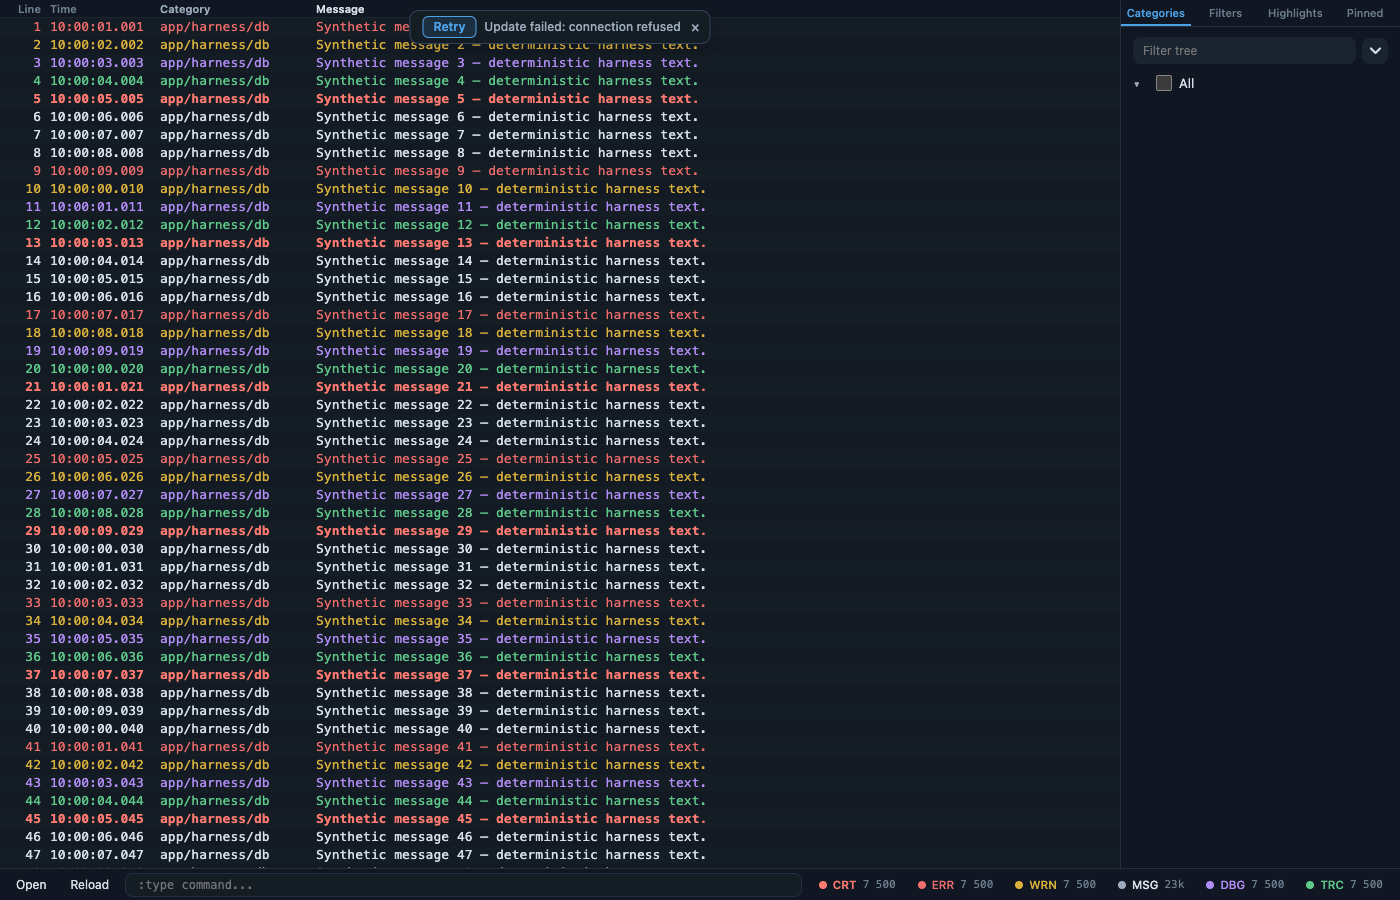 Line Time Category Message
Retry Update failed: connection refused ×
1 10:00:01.001 app/harness/db Synthetic me
2 10:00:02.002 app/harness/db Synthetic message 2 — deterministic harness text.
3 10:00:03.003 app/harness/db Synthetic message 3 — deterministic harness text.
4 10:00:04.004 app/harness/db Synthetic message 4 — deterministic harness text.
5 10:00:05.005 app/harness/db Synthetic message 5 — deterministic harness text.
6 10:00:06.006 app/harness/db Synthetic message 6 — deterministic harness text.
7 10:00:07.007 app/harness/db Synthetic message 7 — deterministic harness text.
8 10:00:08.008 app/harness/db Synthetic message 8 — deterministic harness text.
9 10:00:09.009 app/harness/db Synthetic message 9 — deterministic harness text.
10 10:00:00.010 app/harness/db Synthetic message 10 — deterministic harness text.
11 10:00:01.011 app/harness/db Synthetic message 11 — deterministic harness text.
12 10:00:02.012 app/harness/db Synthetic message 12 — deterministic harness text.
13 10:00:03.013 app/harness/db Synthetic message 13 — deterministic harness text.
14 10:00:04.014 app/harness/db Synthetic message 14 — deterministic harness text.
15 10:00:05.015 app/harness/db Synthetic message 15 — deterministic harness text.
16 10:00:06.016 app/harness/db Synthetic message 16 — deterministic harness text.
17 10:00:07.017 app/harness/db Synthetic message 17 — deterministic harness text.
18 10:00:08.018 app/harness/db Synthetic message 18 — deterministic harness text.
19 10:00:09.019 app/harness/db Synthetic message 19 — deterministic harness text.
20 10:00:00.020 app/harness/db Synthetic message 20 — deterministic harness text.
21 10:00:01.021 app/harness/db Synthetic message 21 — deterministic harness text.
22 10:00:02.022 app/harness/db Synthetic message 22 — deterministic harness text.
23 10:00:03.023 app/harness/db Synthetic message 23 — deterministic harness text.
24 10:00:04.024 app/harness/db Synthetic message 24 — deterministic harness text.
25 10:00:05.025 app/harness/db Synthetic message 25 — deterministic harness text.
26 10:00:06.026 app/harness/db Synthetic message 26 — deterministic harness text.
27 10:00:07.027 app/harness/db Synthetic message 27 — deterministic harness text.
28 10:00:08.028 app/harness/db Synthetic message 28 — deterministic harness text.
29 10:00:09.029 app/harness/db Synthetic message 29 — deterministic harness text.
30 10:00:00.030 app/harness/db Synthetic message 30 — deterministic harness text.
31 10:00:01.031 app/harness/db Synthetic message 31 — deterministic harness text.
32 10:00:02.032 app/harness/db Synthetic message 32 — deterministic harness text.
33 10:00:03.033 app/harness/db Synthetic message 33 — deterministic harness text.
34 10:00:04.034 app/harness/db Synthetic message 34 — deterministic harness text.
35 10:00:05.035 app/harness/db Synthetic message 35 — deterministic harness text.
36 10:00:06.036 app/harness/db Synthetic message 36 — deterministic harness text.
37 10:00:07.037 app/harness/db Synthetic message 37 — deterministic harness text.
38 10:00:08.038 app/harness/db Synthetic message 38 — deterministic harness text.
39 10:00:09.039 app/harness/db Synthetic message 39 — deterministic harness text.
40 10:00:00.040 app/harness/db Synthetic message 40 — deterministic harness text.
41 10:00:01.041 app/harness/db Synthetic message 41 — deterministic harness text.
42 10:00:02.042 app/harness/db Synthetic message 42 — deterministic harness text.
43 10:00:03.043 app/harness/db Synthetic message 43 — deterministic harness text.
44 10:00:04.044 app/harness/db Synthetic message 44 — deterministic harness text.
45 10:00:05.045 app/harness/db Synthetic message 45 — deterministic harness text.
46 10:00:06.046 app/harness/db Synthetic message 46 — deterministic harness text.
47 10:00:07.047 app/harness/db Synthetic message 47 — deterministic harness text.
Categories Filters Highlights Pinned
Filter tree
All
Open Reload :type command... CRT 7 500 ERR 7 500 WRN 7 500 MSG 23k DBG 7 500 TRC 7 500